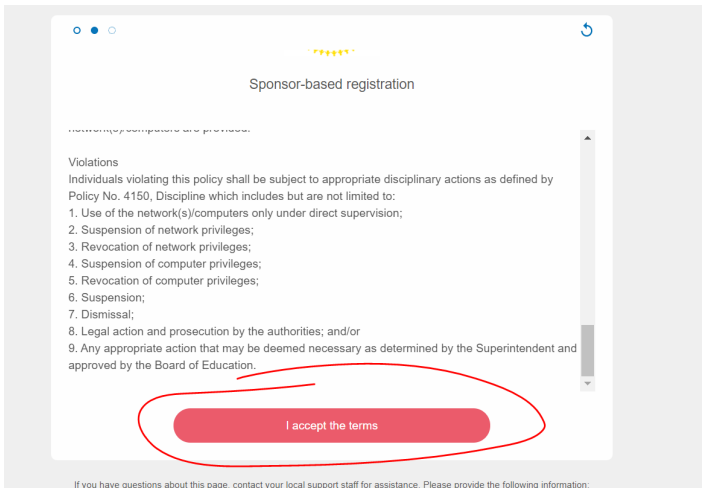 Sponsor-based registration
network(s)/computers are provided.
Violations
Individuals violating this policy shall be subject to appropriate disciplinary actions as defined by
Policy No. 4150, Discipline which includes but are not limited to:
1. Use of the network(s)/computers only under direct supervision;
2. Suspension of network privileges;
3. Revocation of network privileges;
4. Suspension of computer privileges;
5. Revocation of computer privileges;
6. Suspension;
7. Dismissal;
8. Legal action and prosecution by the authorities; and/or
9. Any appropriate action that may be deemed necessary as determined by the Superintendent and
approved by the Board of Education.
I accept the terms
If you have questions about this page, contact your local support staff for assistance. Please provide the following information: